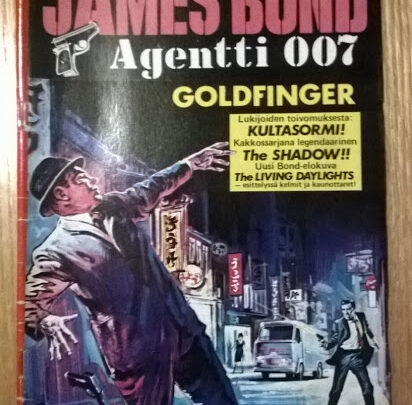 JAMES BOND
Agentti 007
GOLDFINGER
Lukijoiden toivomuksesta:
KULTASORMI!
Kakkossarjana legendaarinen
The SHADOW!!
Uusi Bond-elokuva
The LIVING DAYLIGHTS
— esittelyssä kelmit ja kaunottaret!